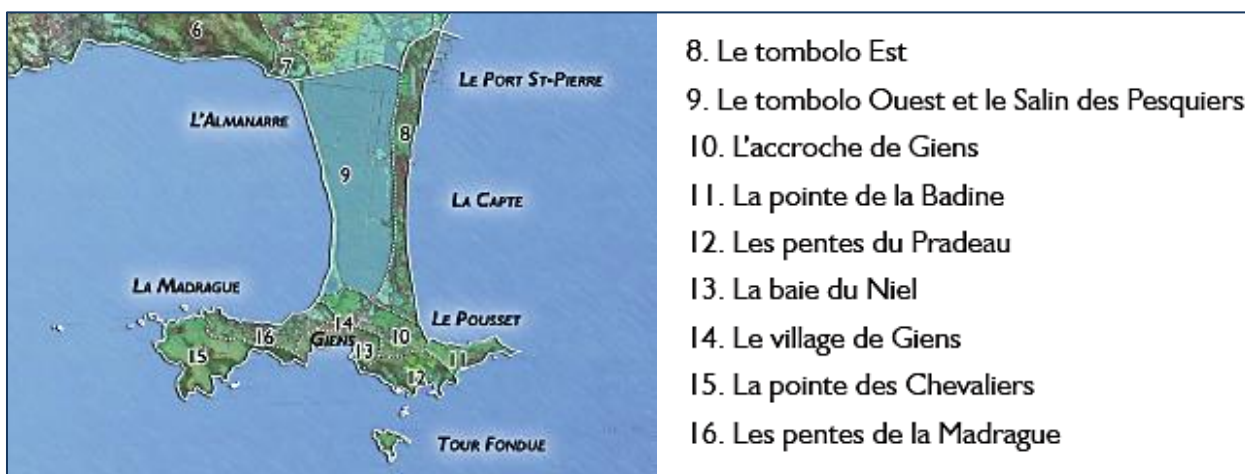 6
7
LE PORT ST-PIERRE
L'ALMANARRE
8
9
LA CAPTE
LA MADRAGUE
LE POUSSET
14
10
16
GIENS
13
15
11
12
TOUR FONDUE
8. Le tombolo Est
9. Le tombolo Ouest et le Salin des Pesquiers
10. L'accroche de Giens
11. La pointe de la Badine
12. Les pentes du Pradeau
13. La baie du Niel
14. Le village de Giens
15. La pointe des Chevaliers
16. Les pentes de la Madrague